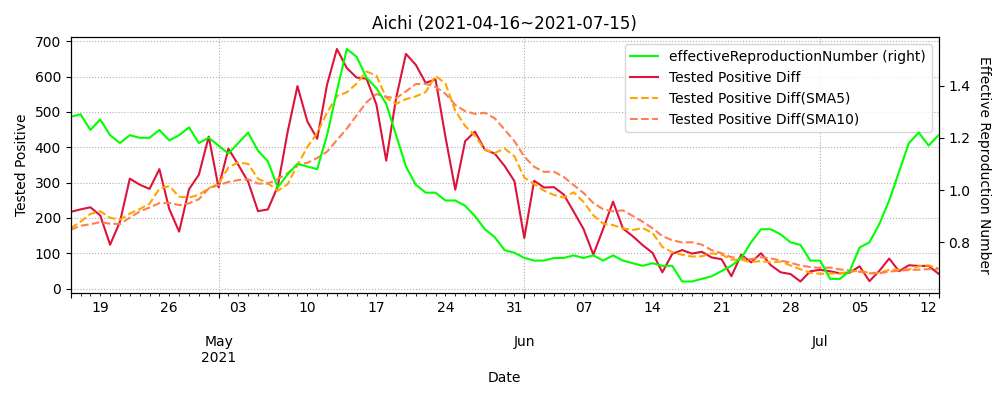 Aichi (2021-04-16~2021-07-15)
effectiveReproductionNumber (right)
Tested Positive Diff
Tested Positive Diff(SMA5)
Tested Positive Diff(SMA10)
Tested Positive
700
600
500
400
300
200
100
0
1.4
1.2
1.0
0.8
Effective Reproduction Number
19 26 03 10 17 24 31 07 14 21 28 05 12
May Jun Jul
2021
Date